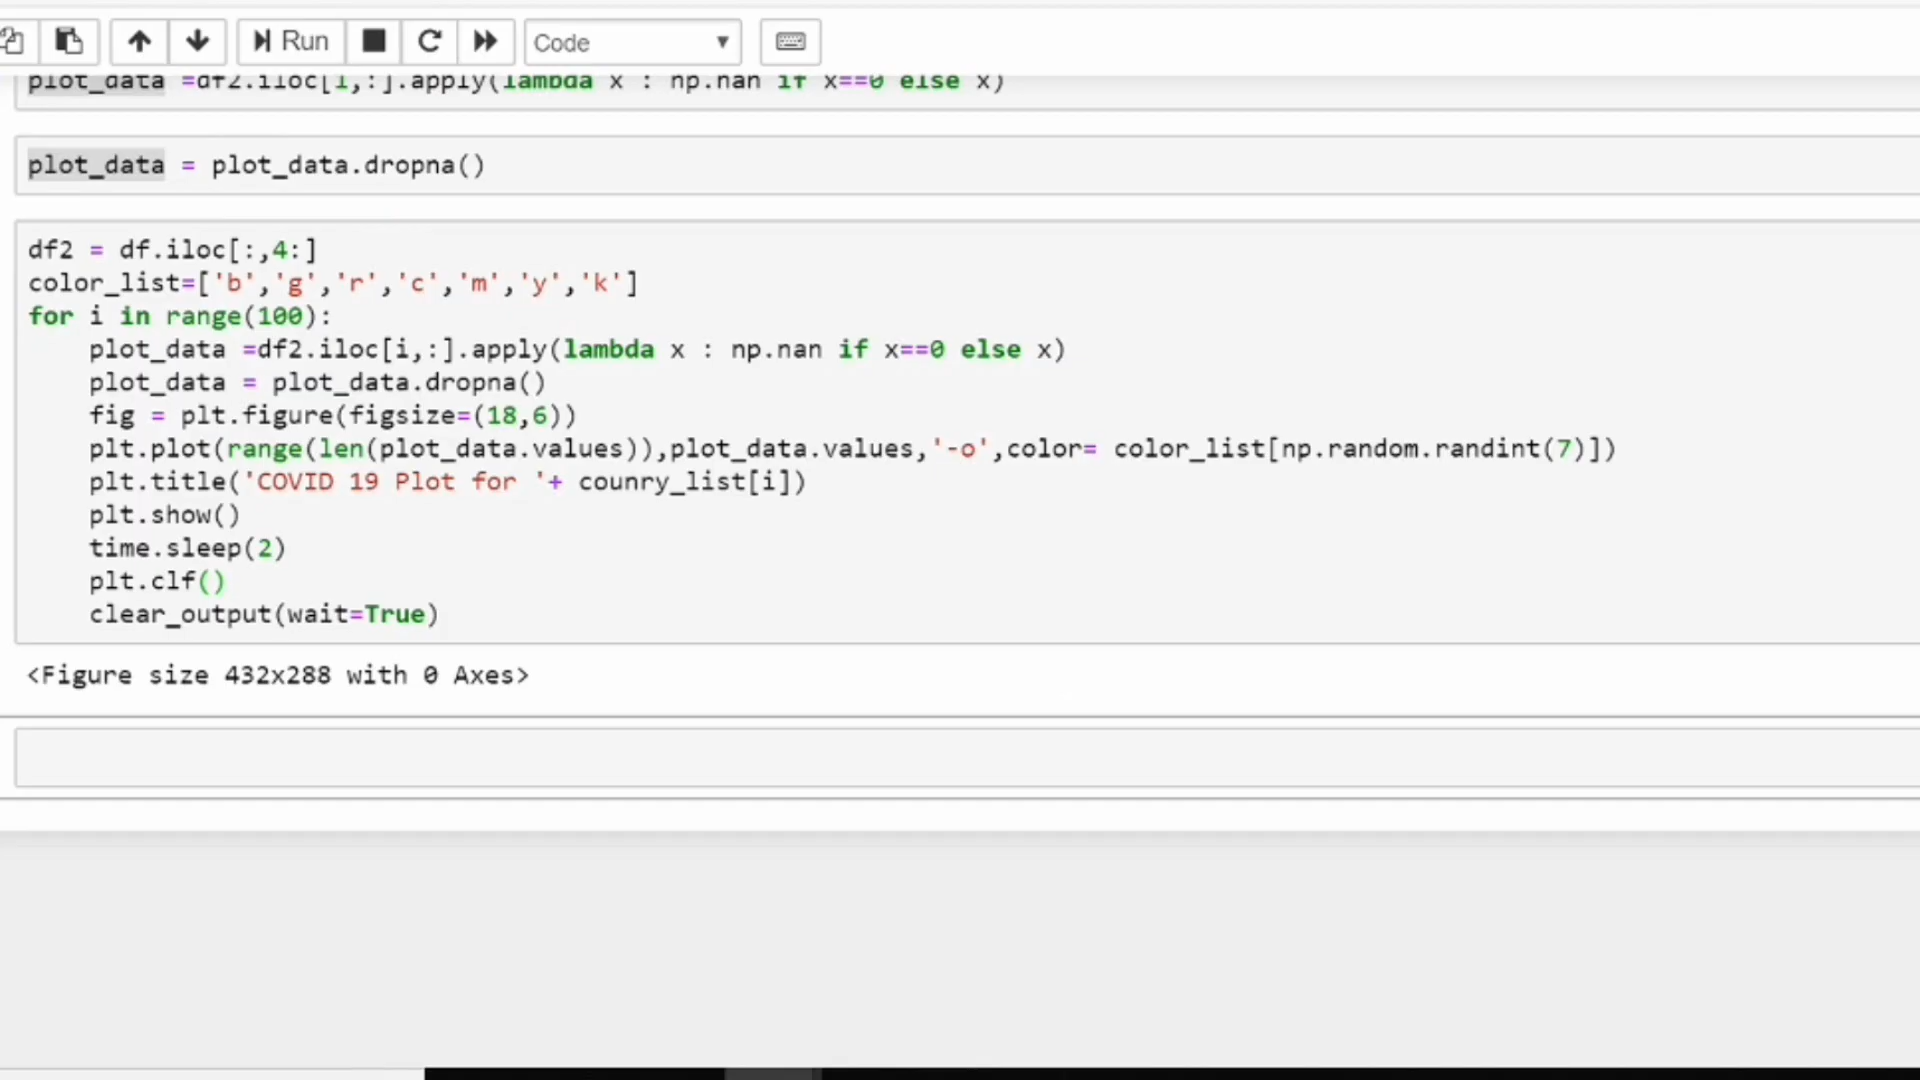 Run
Code
plot_data =df2.iloc[1,:].apply(lambda x : np.nan if x==0 else x)
plot_data = plot_data.dropna()
df2 = df.iloc[:,4:]
color_list=['b','g','r','c','m','y','k']
for i in range(100):
    plot_data =df2.iloc[i,:].apply(lambda x : np.nan if x==0 else x)
    plot_data = plot_data.dropna()
    fig = plt.figure(figsize=(18,6))
    plt.plot(range(len(plot_data.values)),plot_data.values,'-o',color= color_list[np.random.randint(7)])
    plt.title('COVID 19 Plot for '+ counry_list[i])
    plt.show()
    time.sleep(2)
    plt.clf()
    clear_output(wait=True)
<Figure size 432x288 with 0 Axes>